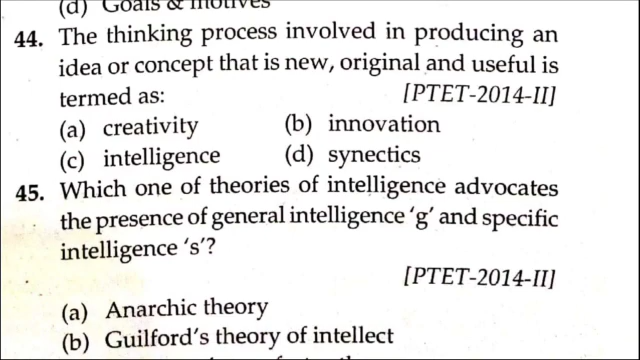 (d) Goals & motives
44. The thinking process involved in producing an
idea or concept that is new, original and useful is
termed as: [PTET-2014-II]
(a) creativity (b) innovation
(c) intelligence (d) synectics
45. Which one of theories of intelligence advocates
the presence of general intelligence ‘g’ and specific
intelligence ‘s’?
[PTET-2014-II]
(a) Anarchic theory
(b) Guilford's theory of intellect